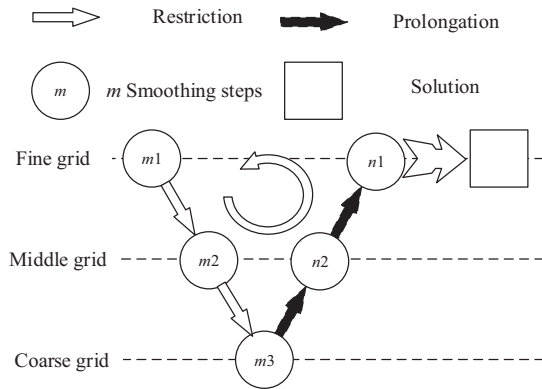 Restriction
Prolongation
m
m Smoothing steps
Solution
Fine grid
m1
n1
Middle grid
m2
n2
Coarse grid
m3